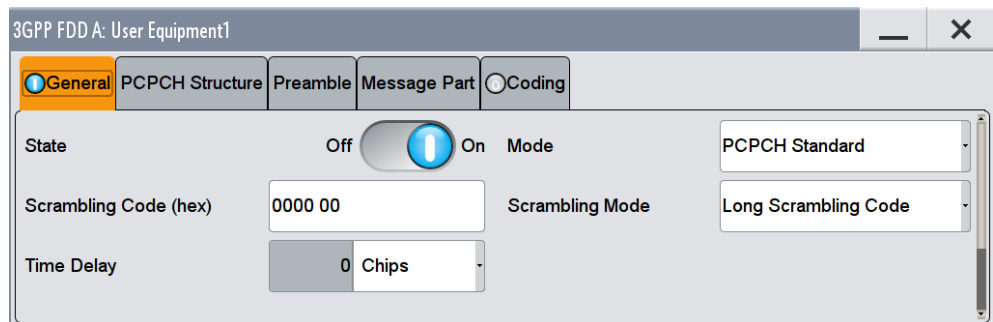 3GPP FDD A: User Equipment1
General PCPCH Structure Preamble Message Part Coding
State Off On Mode PCPCH Standard
Scrambling Code (hex) 0000 00 Scrambling Mode Long Scrambling Code
Time Delay 0 Chips